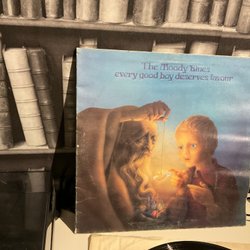 The Moody Blues
every good boy deserves favour